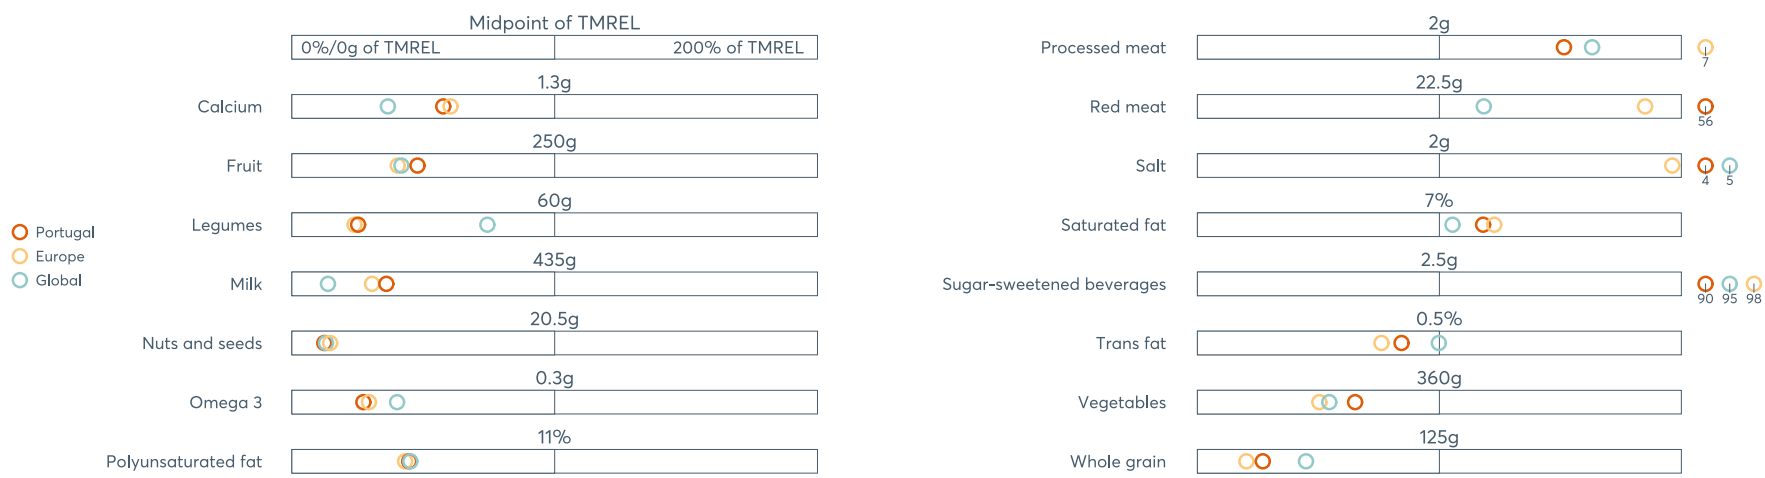 Midpoint of TMREL
0%/0g of TMREL 200% of TMREL
1.3g
Calcium
250g
Fruit
60g
Legumes
435g
Milk
20.5g
Nuts and seeds
0.3g
Omega 3
11%
Polyunsaturated fat
Portugal
Europe
Global
2g
Processed meat
7
22.5g
Red meat
56
2g
Salt
4 5
7%
Saturated fat
2.5g
Sugar-sweetened beverages
90 95 98
0.5%
Trans fat
360g
Vegetables
125g
Whole grain